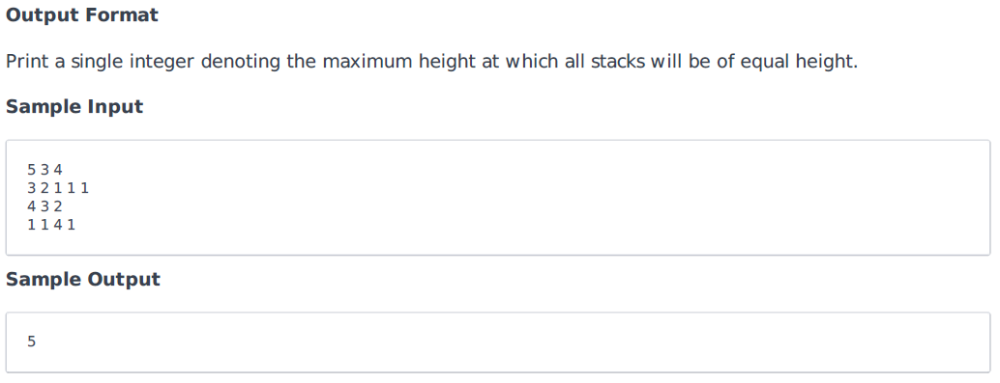 Output Format
Print a single integer denoting the maximum height at which all stacks will be of equal height.
Sample Input
5 3 4
3 2 1 1 1
4 3 2
1 1 4 1
Sample Output
5